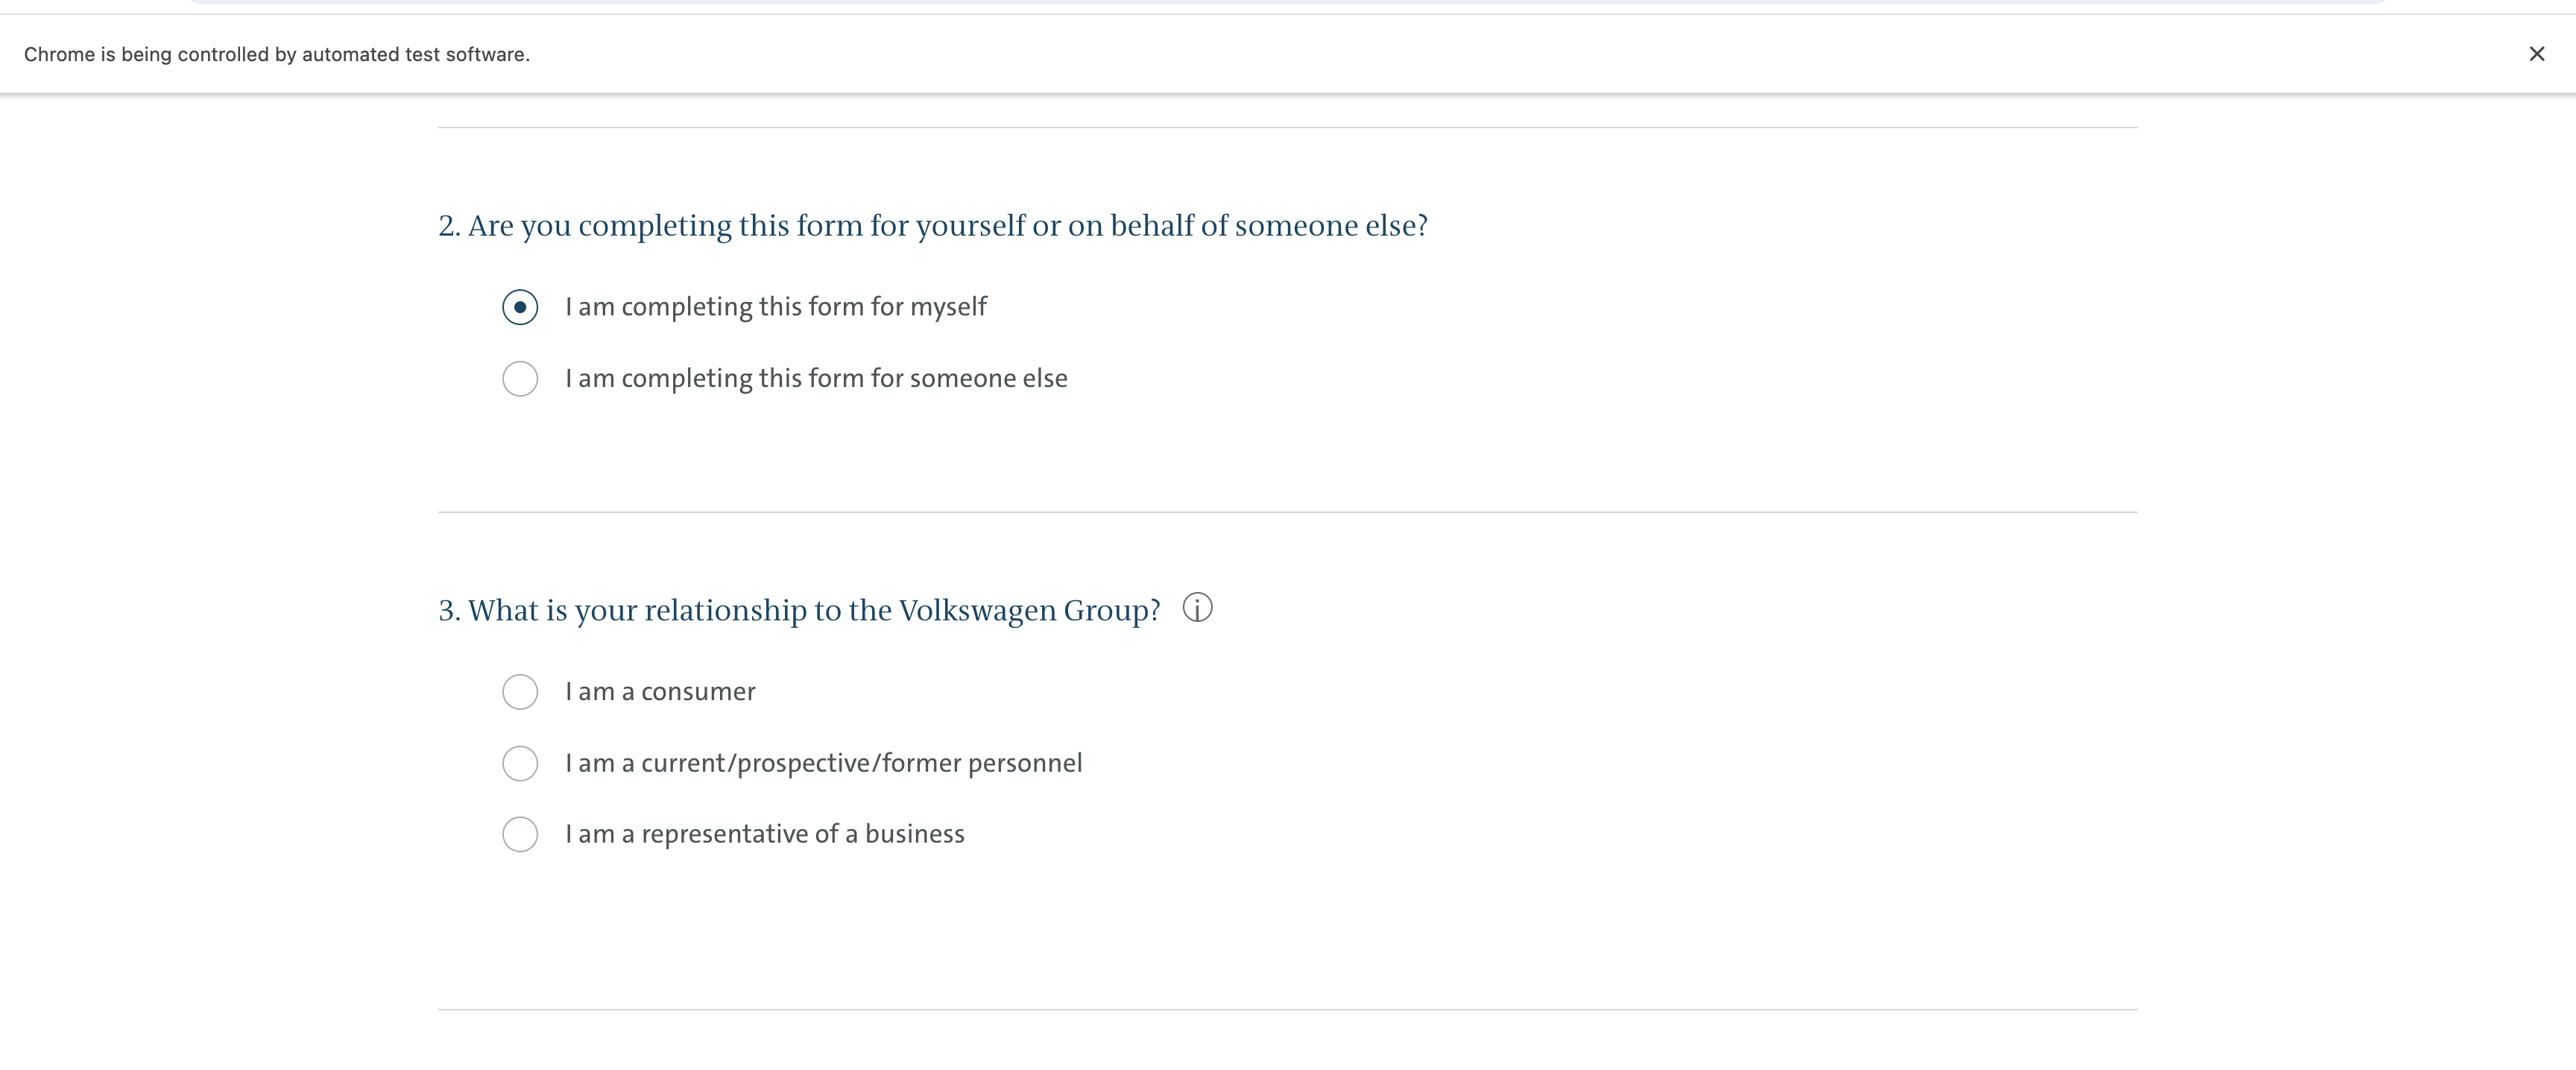 Chrome is being controlled by automated test software.
2. Are you completing this form for yourself or on behalf of someone else?
I am completing this form for myself
I am completing this form for someone else
3. What is your relationship to the Volkswagen Group?
I am a consumer
I am a current/prospective/former personnel
I am a representative of a business